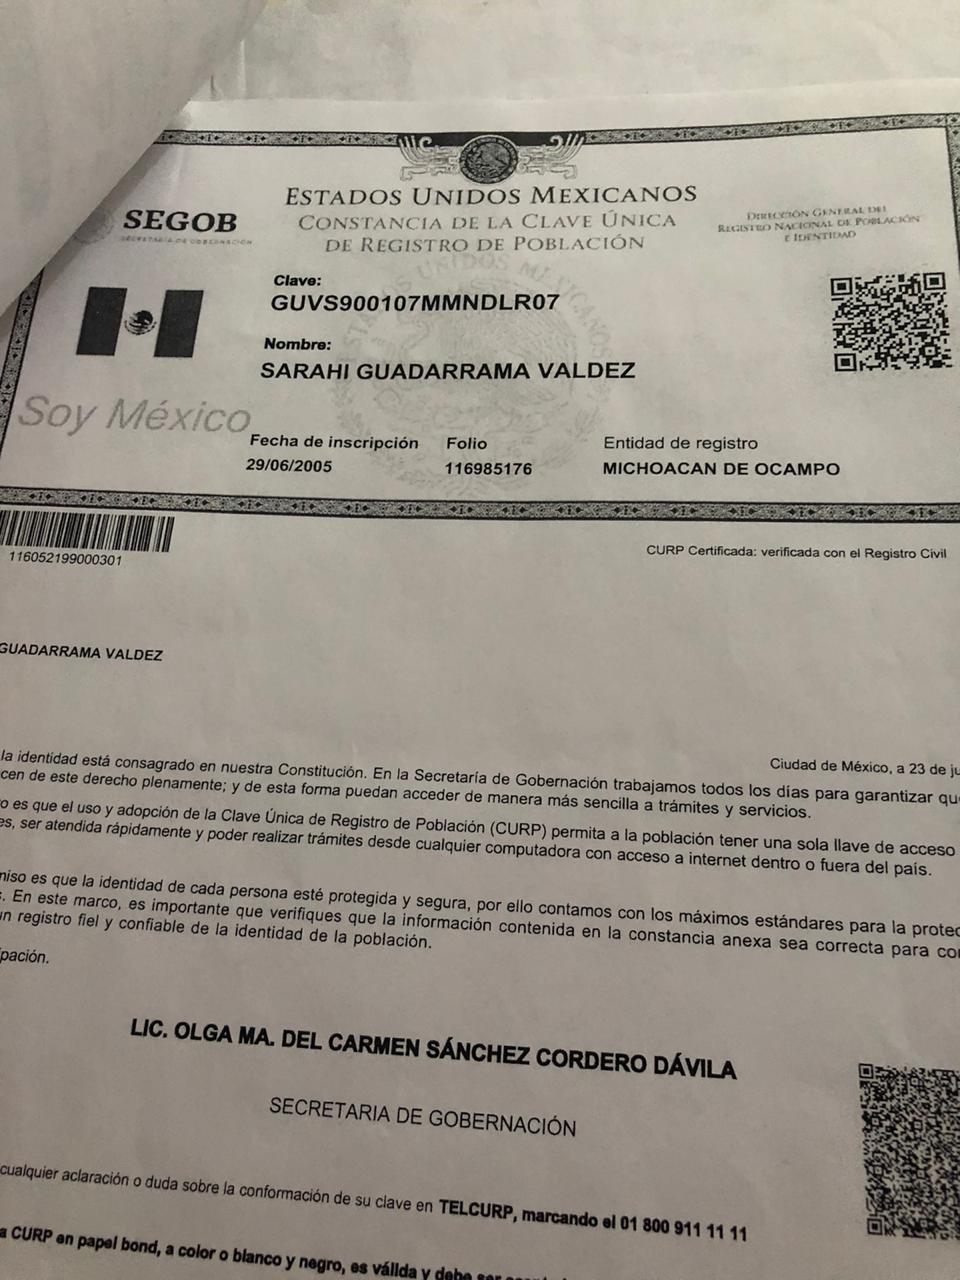 ESTADOS UNIDOS MEXICANOS
CONSTANCIA DE LA CLAVE ÚNICA
DE REGISTRO DE POBLACIÓN
SEGOB
SECRETARÍA DE GOBERNACIÓN
DIRECCIÓN GENERAL DEL
REGISTRO NACIONAL DE POBLACIÓN
E IDENTIDAD
Clave:
GUVS900107MMNDLR07
Nombre:
SARAHI GUADARRAMA VALDEZ
Soy México
Fecha de inscripción Folio Entidad de registro
29/06/2005 116985176 MICHOACAN DE OCAMPO
116052199000301
CURP Certificada: verificada con el Registro Civil
GUADARRAMA VALDEZ
Ciudad de México, a 23 de ju
la identidad está consagrado en nuestra Constitución. En la Secretaría de Gobernación trabajamos todos los días para garantizar que
cen de este derecho plenamente; y de esta forma puedan acceder de manera más sencilla a trámites y servicios.
o es que el uso y adopción de la Clave Única de Registro de Población (CURP) permita a la población tener una sola llave de acceso
es, ser atendida rápidamente y poder realizar trámites desde cualquier computadora con acceso a internet dentro o fuera del país.
miso es que la identidad de cada persona esté protegida y segura, por ello contamos con los máximos estándares para la protec
s. En este marco, es importante que verifiques que la información contenida en la constancia anexa sea correcta para con
un registro fiel y confiable de la identidad de la población.
pación.
LIC. OLGA MA. DEL CARMEN SÁNCHEZ CORDERO DÁVILA
SECRETARIA DE GOBERNACIÓN
cualquier aclaración o duda sobre la conformación de su clave en TELCURP, marcando el 01 800 911 11 11
a CURP en papel bond, a color o blanco y negro, es válida y debe ser